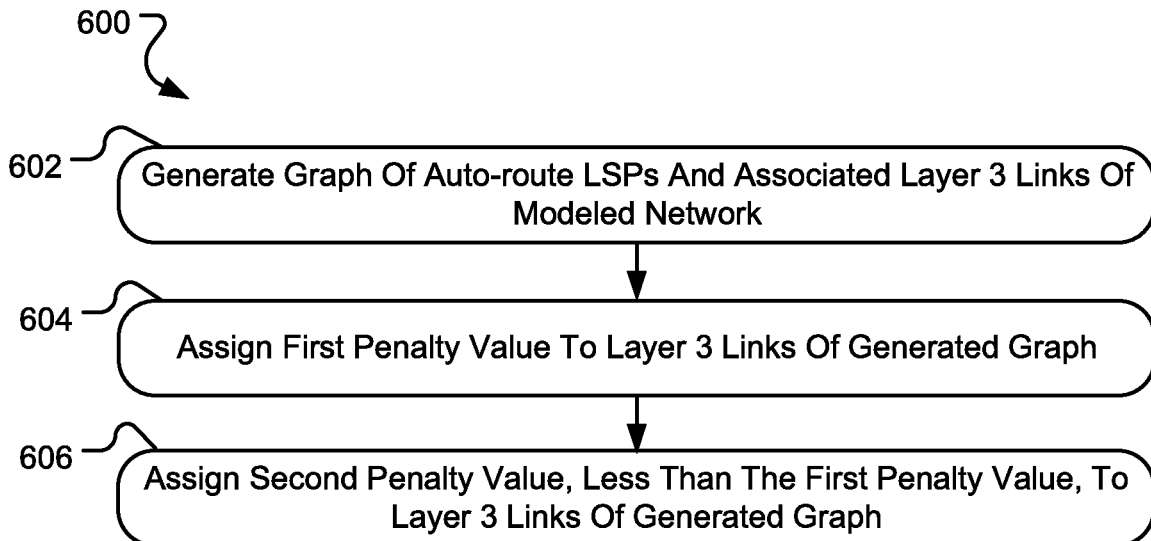 600
602
Generate Graph Of Auto-route LSPs And Associated Layer 3 Links Of
Modeled Network
604
Assign First Penalty Value To Layer 3 Links Of Generated Graph
606
Assign Second Penalty Value, Less Than The First Penalty Value, To
Layer 3 Links Of Generated Graph